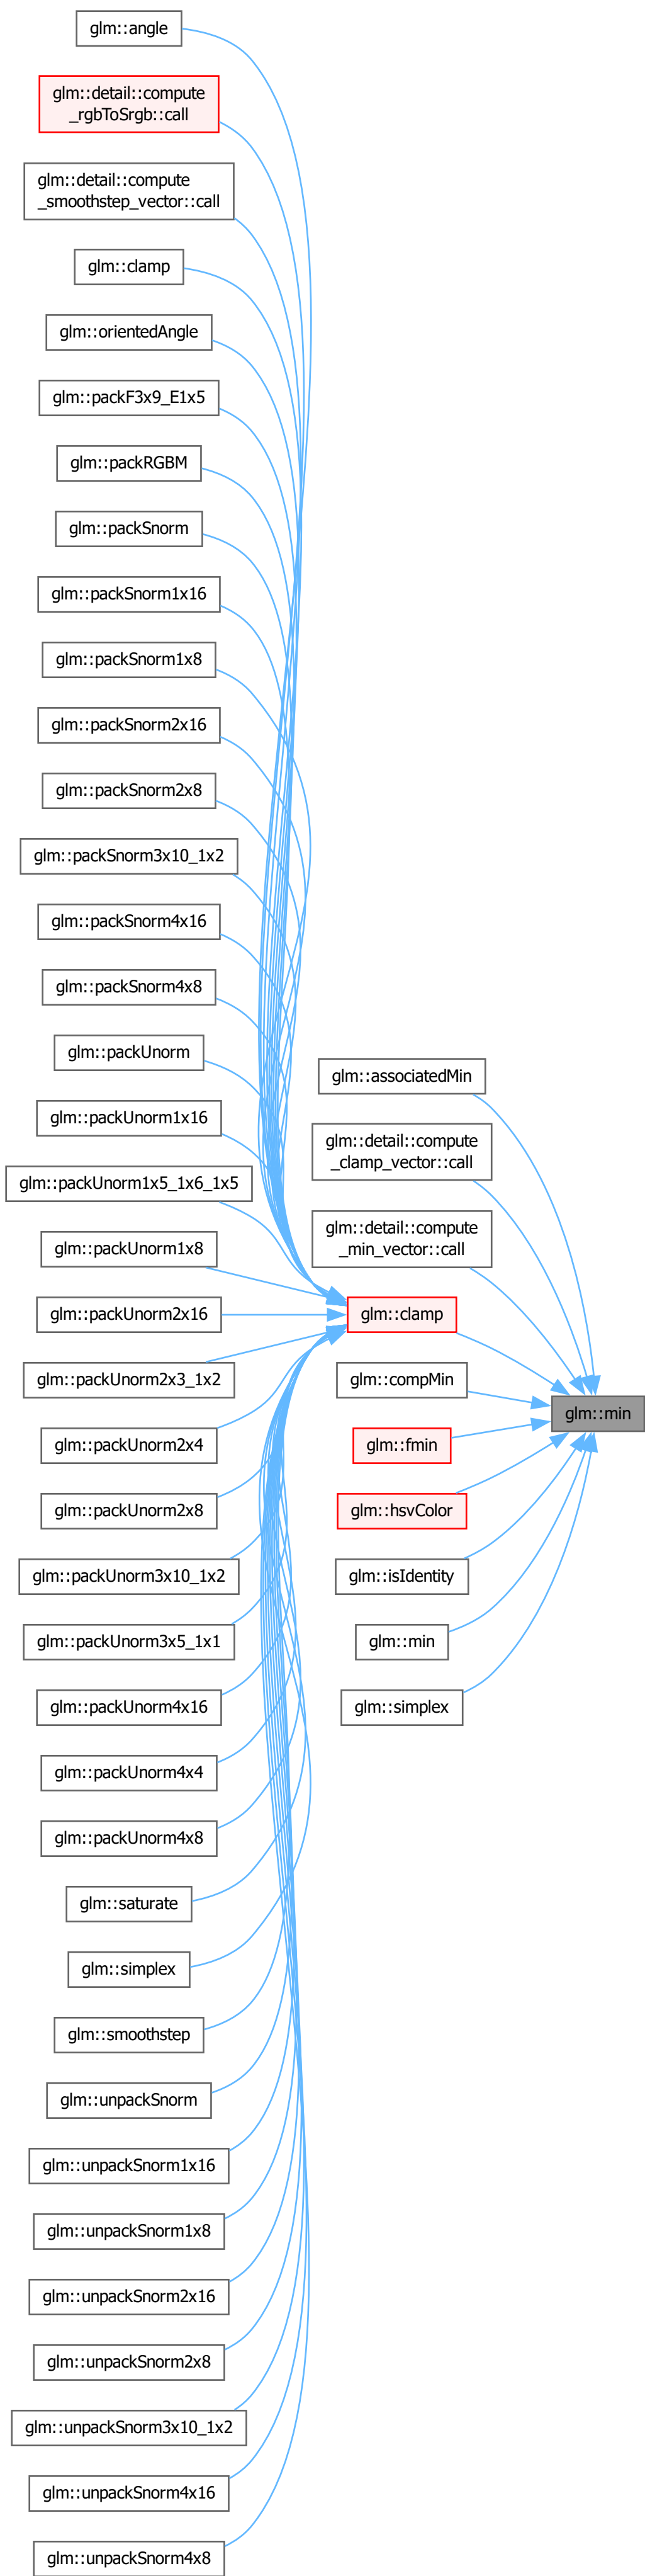 glm::angle
glm::detail::compute
_rgbToSrgb::call
glm::detail::compute
_smoothstep_vector::call
glm::clamp
glm::orientedAngle
glm::packF3x9_E1x5
glm::packRGBM
glm::packSnorm
glm::packSnorm1x16
glm::packSnorm1x8
glm::packSnorm2x16
glm::packSnorm2x8
glm::packSnorm3x10_1x2
glm::packSnorm4x16
glm::packSnorm4x8
glm::packUnorm
glm::packUnorm1x16
glm::packUnorm1x5_1x6_1x5
glm::packUnorm1x8
glm::packUnorm2x16
glm::packUnorm2x3_1x2
glm::packUnorm2x4
glm::packUnorm2x8
glm::packUnorm3x10_1x2
glm::packUnorm3x5_1x1
glm::packUnorm4x16
glm::packUnorm4x4
glm::packUnorm4x8
glm::saturate
glm::simplex
glm::smoothstep
glm::unpackSnorm
glm::unpackSnorm1x16
glm::unpackSnorm1x8
glm::unpackSnorm2x16
glm::unpackSnorm2x8
glm::unpackSnorm3x10_1x2
glm::unpackSnorm4x16
glm::unpackSnorm4x8
glm::associatedMin
glm::detail::compute
_clamp_vector::call
glm::detail::compute
_min_vector::call
glm::clamp
glm::compMin
glm::fmin
glm::hsvColor
glm::isIdentity
glm::min
glm::simplex
glm::min